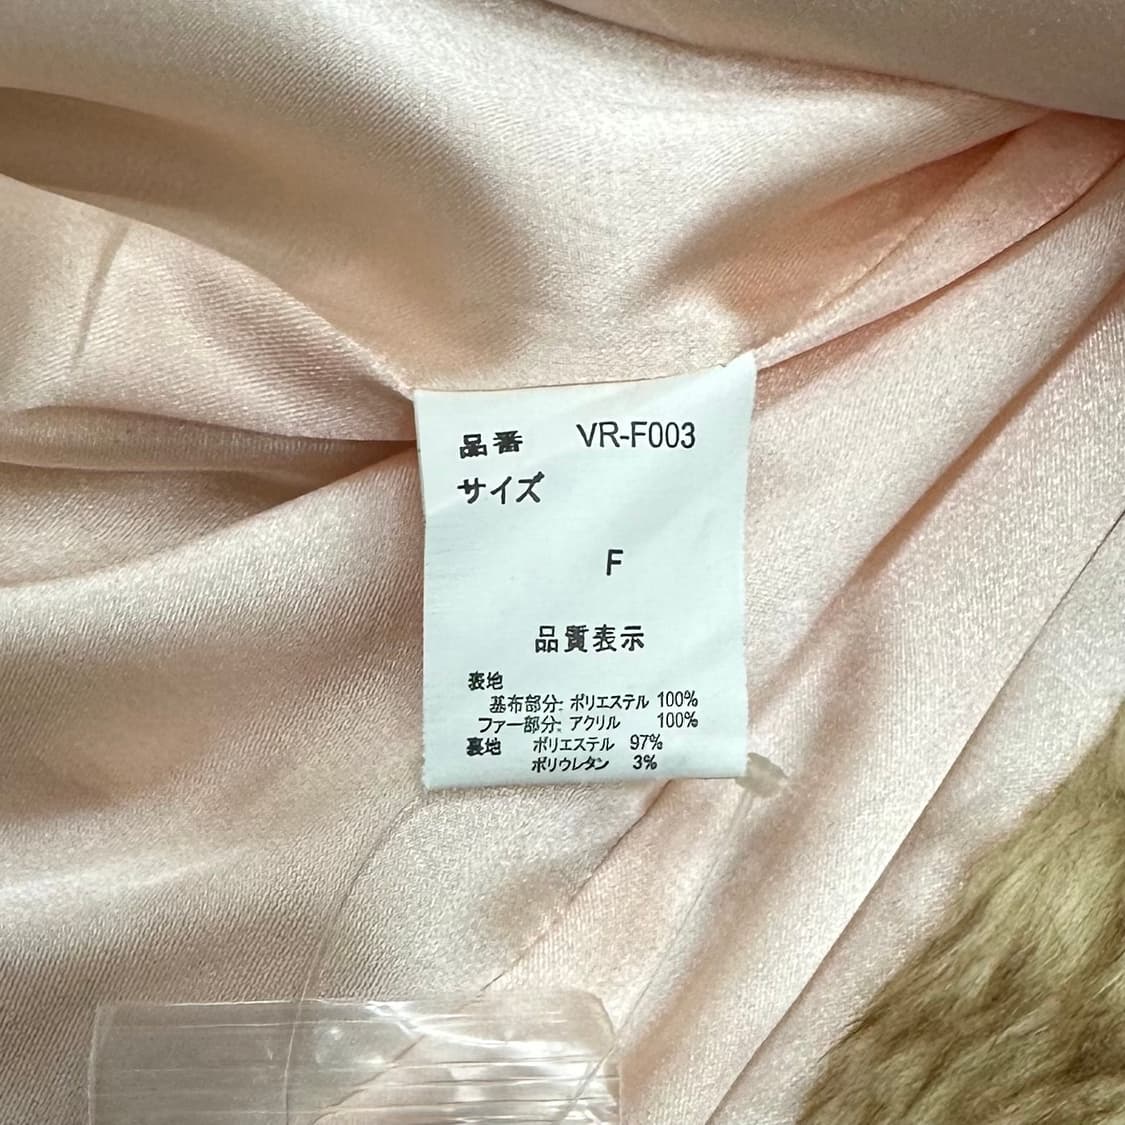 品番 VR-F003
サイズ
F
品質表示
表地
基布部分: ポリエステル 100%
ファー部分: アクリル 100%
裏地 ポリエステル 97%
ポリウレタン 3%